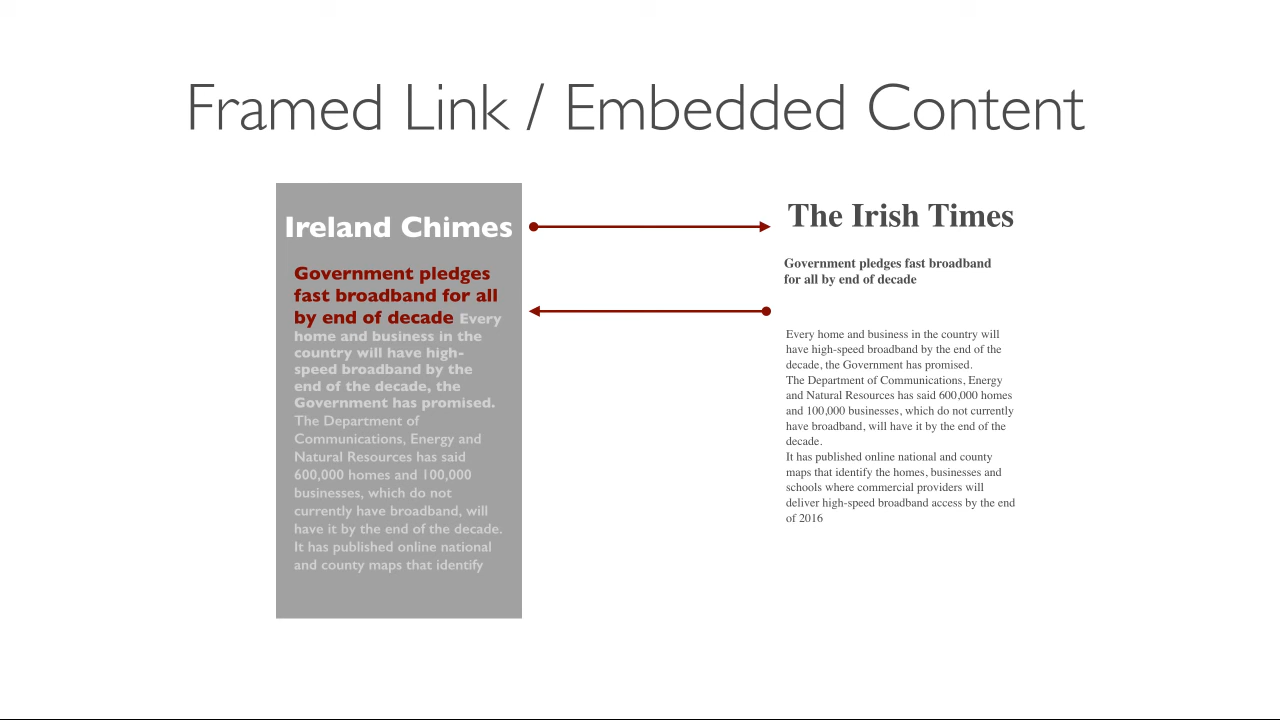 Framed Link / Embedded Content
Ireland Chimes
Government pledges
fast broadband for all
by end of decade Every
home and business in the
country will have high-
speed broadband by the
end of the decade, the
Government has promised.
The Department of
Communications, Energy and
Natural Resources has said
600,000 homes and 100,000
businesses, which do not
currently have broadband, will
have it by the end of the decade.
It has published online national
and county maps that identify
The Irish Times
Government pledges fast broadband
for all by end of decade
Every home and business in the country will
have high-speed broadband by the end of the
decade, the Government has promised.
The Department of Communications, Energy
and Natural Resources has said 600,000 homes
and 100,000 businesses, which do not currently
have broadband, will have it by the end of the
decade.
It has published online national and county
maps that identify the homes, businesses and
schools where commercial providers will
deliver high-speed broadband access by the end
of 2016